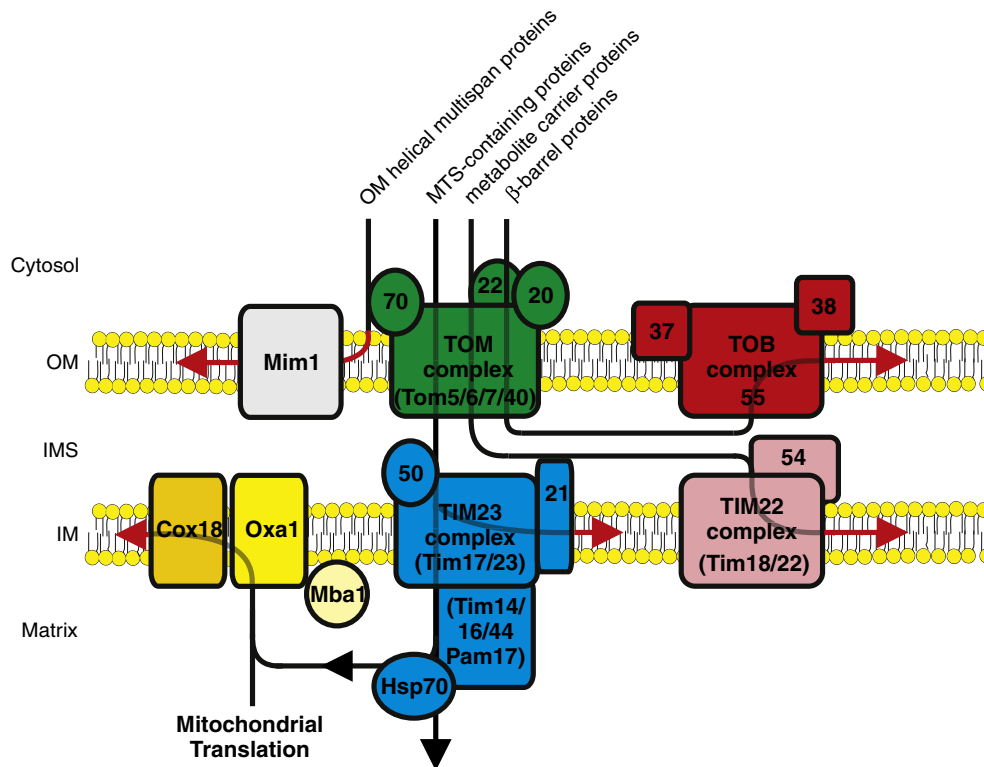 OM helical multispan proteins
MTS-containing proteins
metabolite carrier proteins
β-barrel proteins
Cytosol
70
22
20
37
38
OM
Mim1
TOM
complex
(Tom5/6/7/40)
TOB
complex
55
IMS
50
21
54
IM
Cox18
Oxa1
TIM23
complex
(Tim17/23)
TIM22
complex
(Tim18/22)
Mba1
Matrix
(Tim14/
16/44
Pam17)
Hsp70
Mitochondrial
Translation